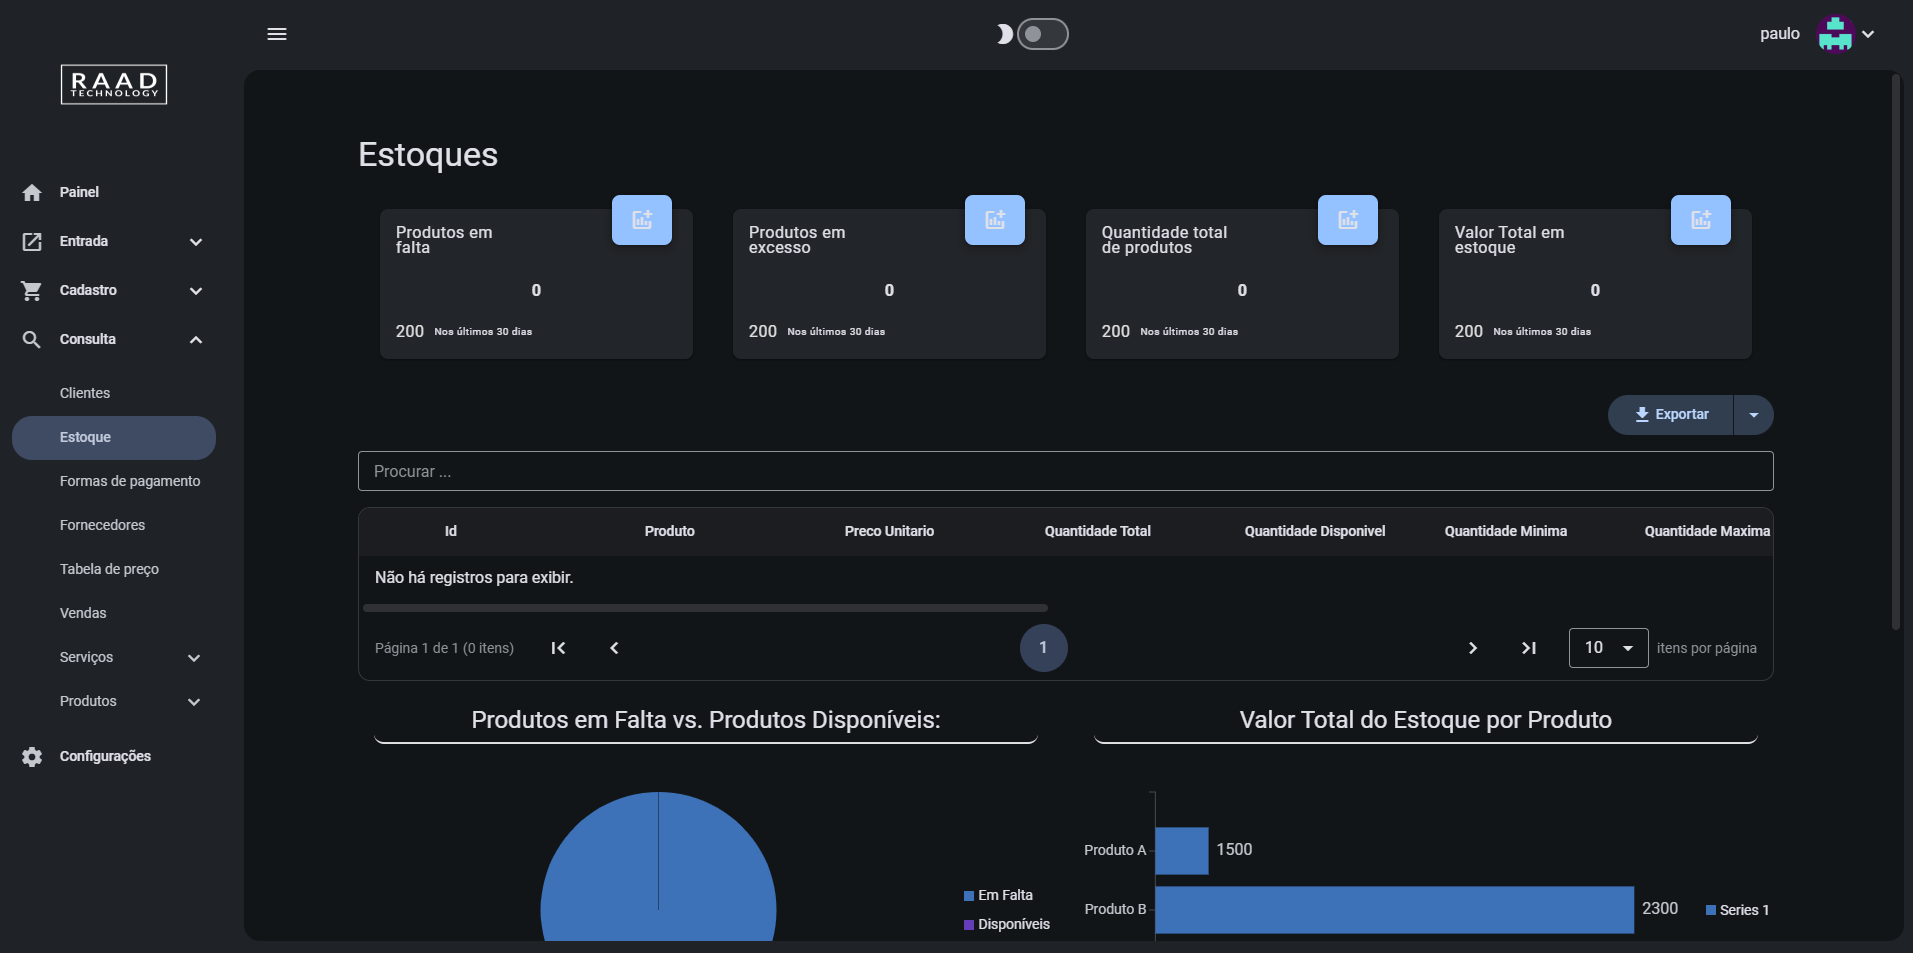 paulo
RAAD
TECHNOLOGY
Painel
Entrada
Cadastro
Consulta
Clientes
Estoque
Formas de pagamento
Fornecedores
Tabela de preço
Vendas
Serviços
Produtos
Configurações
Estoques
Produtos em
falta
0
200 Nos últimos 30 dias
Produtos em
excesso
0
200 Nos últimos 30 dias
Quantidade total
de produtos
0
200 Nos últimos 30 dias
Valor Total em
estoque
0
200 Nos últimos 30 dias
Exportar
Procurar ...
Id Produto Preco Unitario Quantidade Total Quantidade Disponivel Quantidade Minima Quantidade Maxima
Não há registros para exibir.
Página 1 de 1 (0 itens) 1 10 itens por página
Produtos em Falta vs. Produtos Disponíveis:
Em Falta
Disponíveis
Valor Total do Estoque por Produto
Produto A 1500
Produto B 2300
Series 1